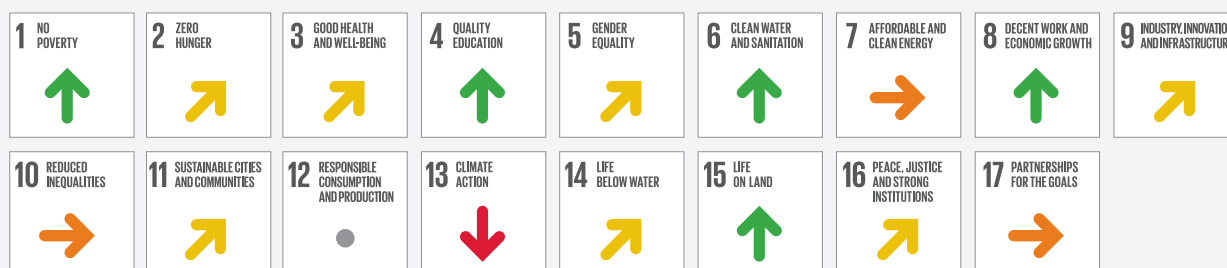 1 NO
POVERTY
2 ZERO
HUNGER
3 GOOD HEALTH
AND WELL-BEING
4 QUALITY
EDUCATION
5 GENDER
EQUALITY
6 CLEAN WATER
AND SANITATION
7 AFFORDABLE AND
CLEAN ENERGY
8 DECENT WORK AND
ECONOMIC GROWTH
9 INDUSTRY, INNOVATIO
AND INFRASTRUCTUR
10 REDUCED
INEQUALITIES
11 SUSTAINABLE CITIES
AND COMMUNITIES
12 RESPONSIBLE
CONSUMPTION
AND PRODUCTION
13 CLIMATE
ACTION
14 LIFE
BELOW WATER
15 LIFE
ON LAND
16 PEACE, JUSTICE
AND STRONG
INSTITUTIONS
17 PARTNERSHIPS
FOR THE GOALS